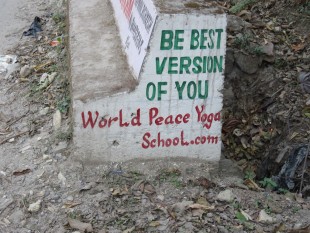 BE BEST
VERSION
OF YOU
World Peace Yoga
School.com